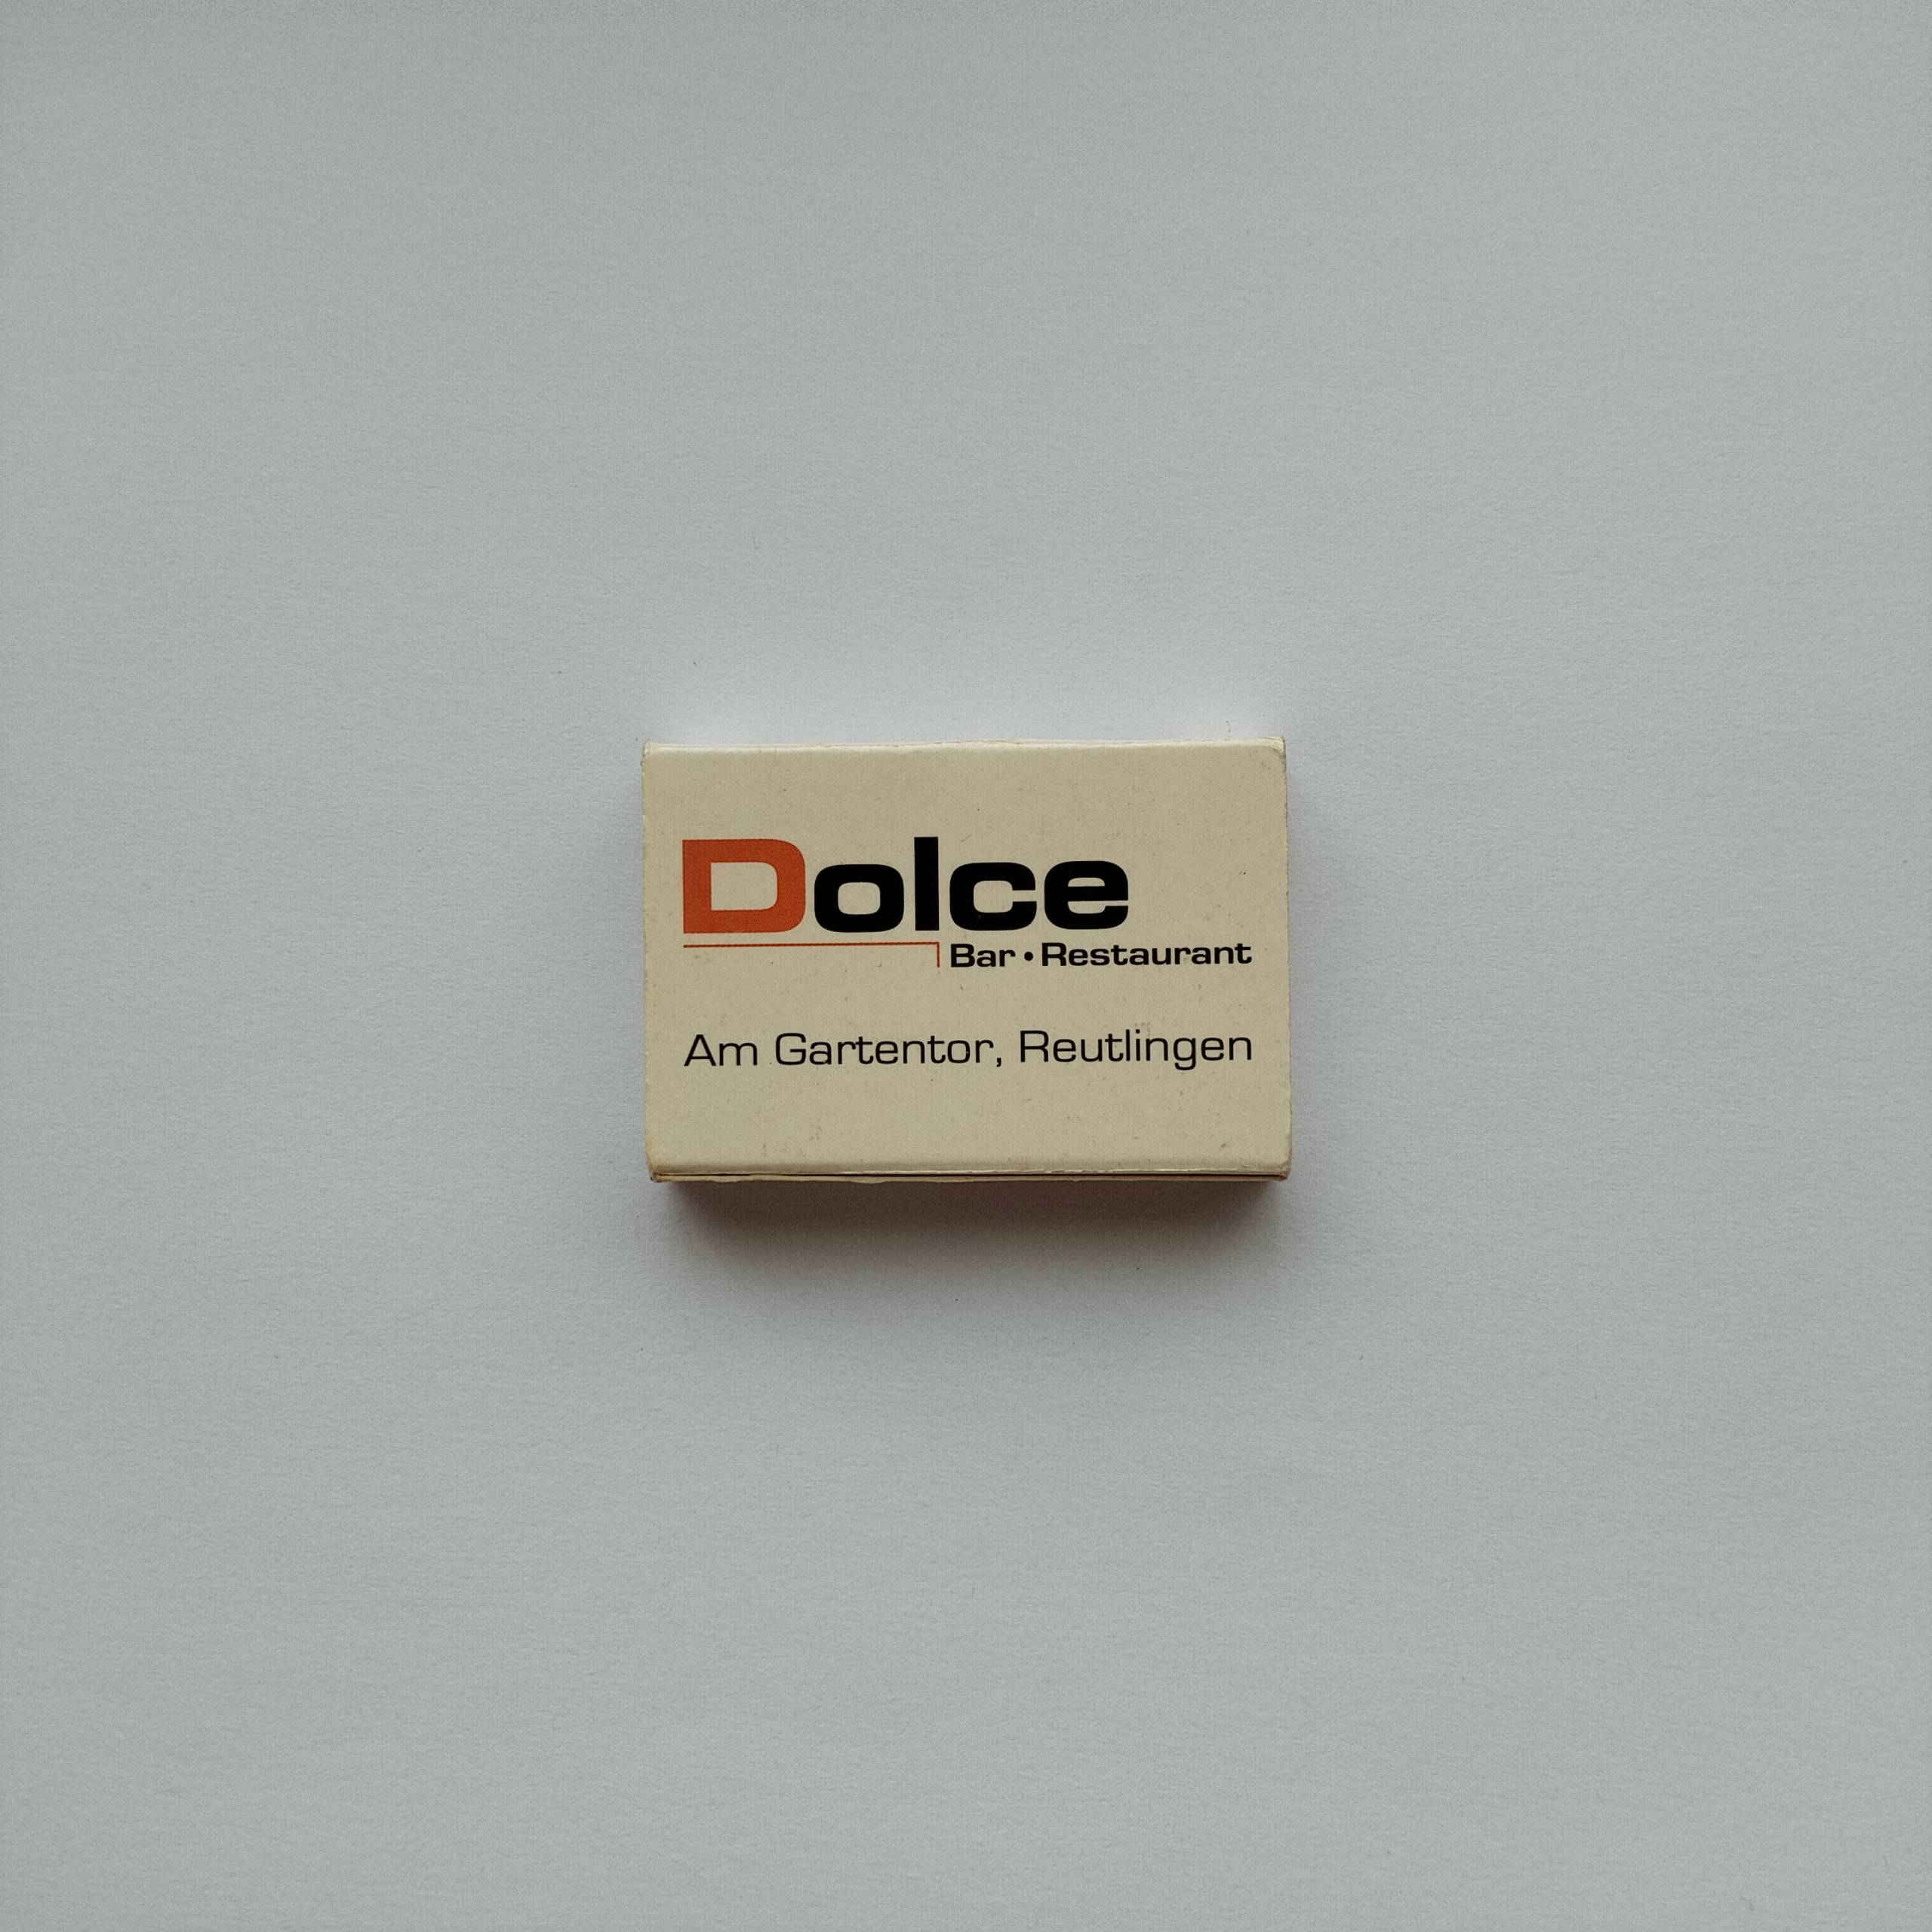 Dolce
Bar • Restaurant
Am Gartentor, Reutlingen